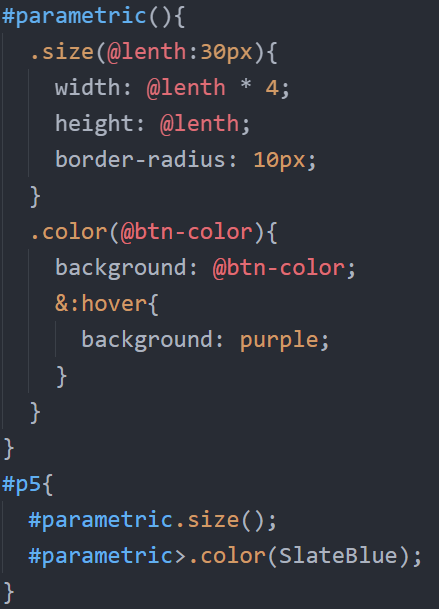 #parametric(){
  .size(@lenth:30px){
    width: @lenth * 4;
    height: @lenth;
    border-radius: 10px;
  }
  .color(@btn-color){
    background: @btn-color;
    &:hover{
      background: purple;
    }
  }
}
#p5{
  #parametric.size();
  #parametric>.color(SlateBlue);
}